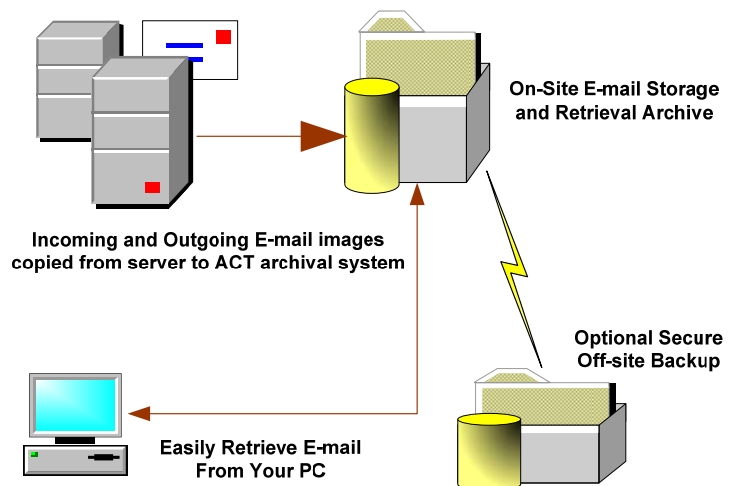 On-Site E-mail Storage
and Retrieval Archive
Incoming and Outgoing E-mail images
copied from server to ACT archival system
Optional Secure
Off-site Backup
Easily Retrieve E-mail
From Your PC